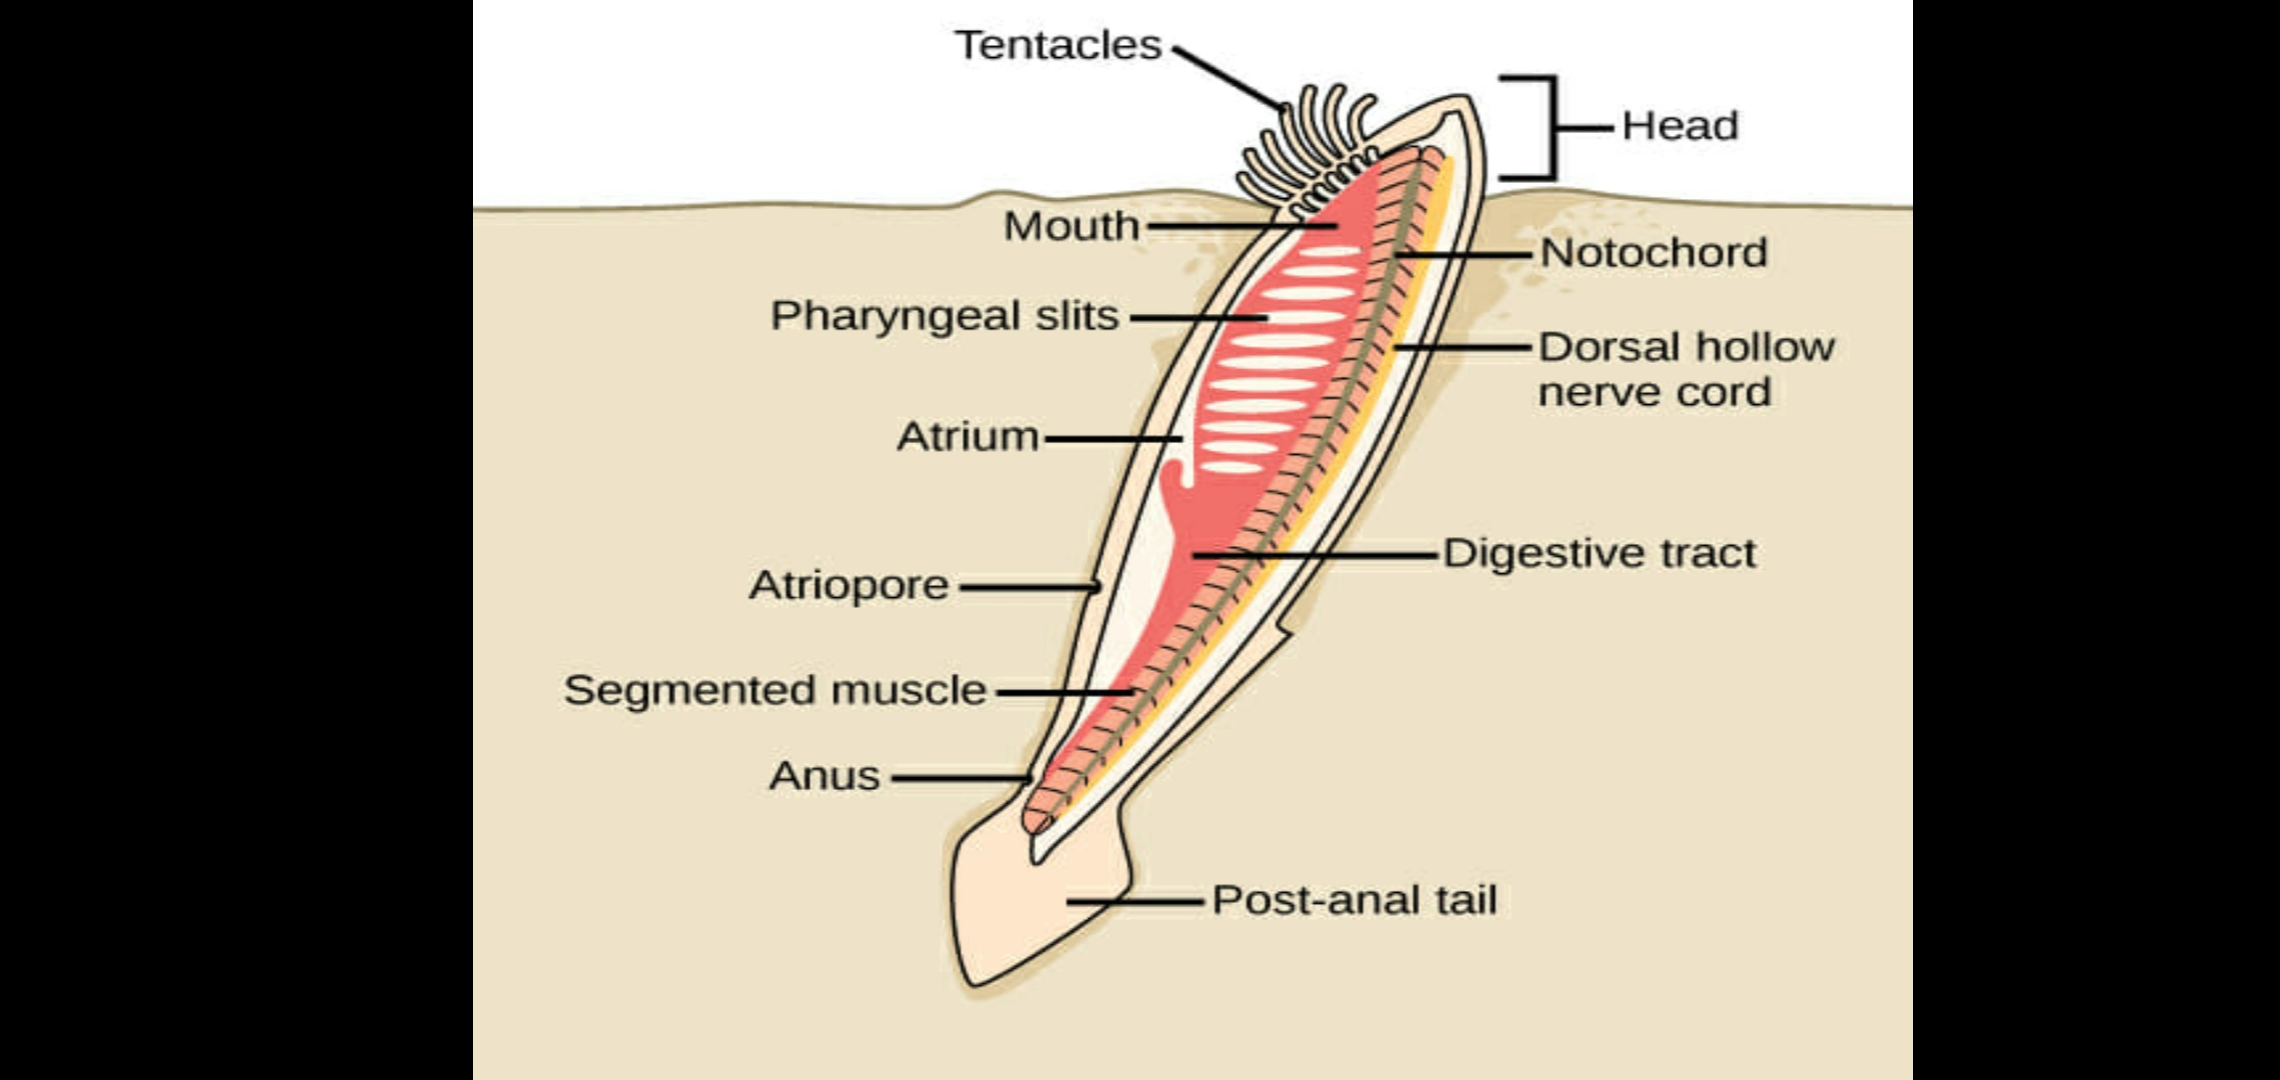 Tentacles
Head
Mouth
Notochord
Pharyngeal slits
Dorsal hollow
nerve cord
Atrium
Digestive tract
Atriopore
Segmented muscle
Anus
Post-anal tail